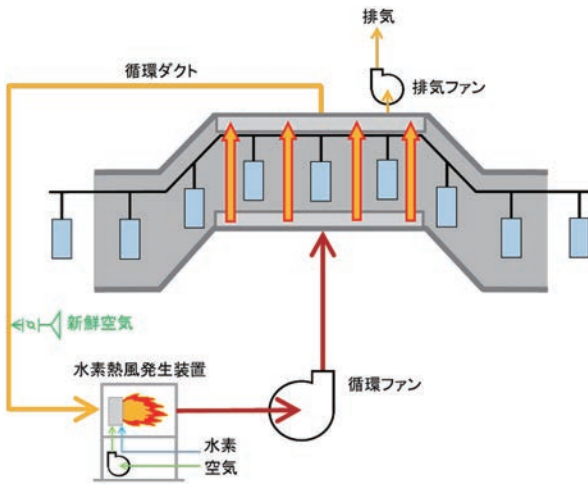 排気
循環ダクト
排気ファン
新鮮空気
水素熱風発生装置
循環ファン
水素
空気